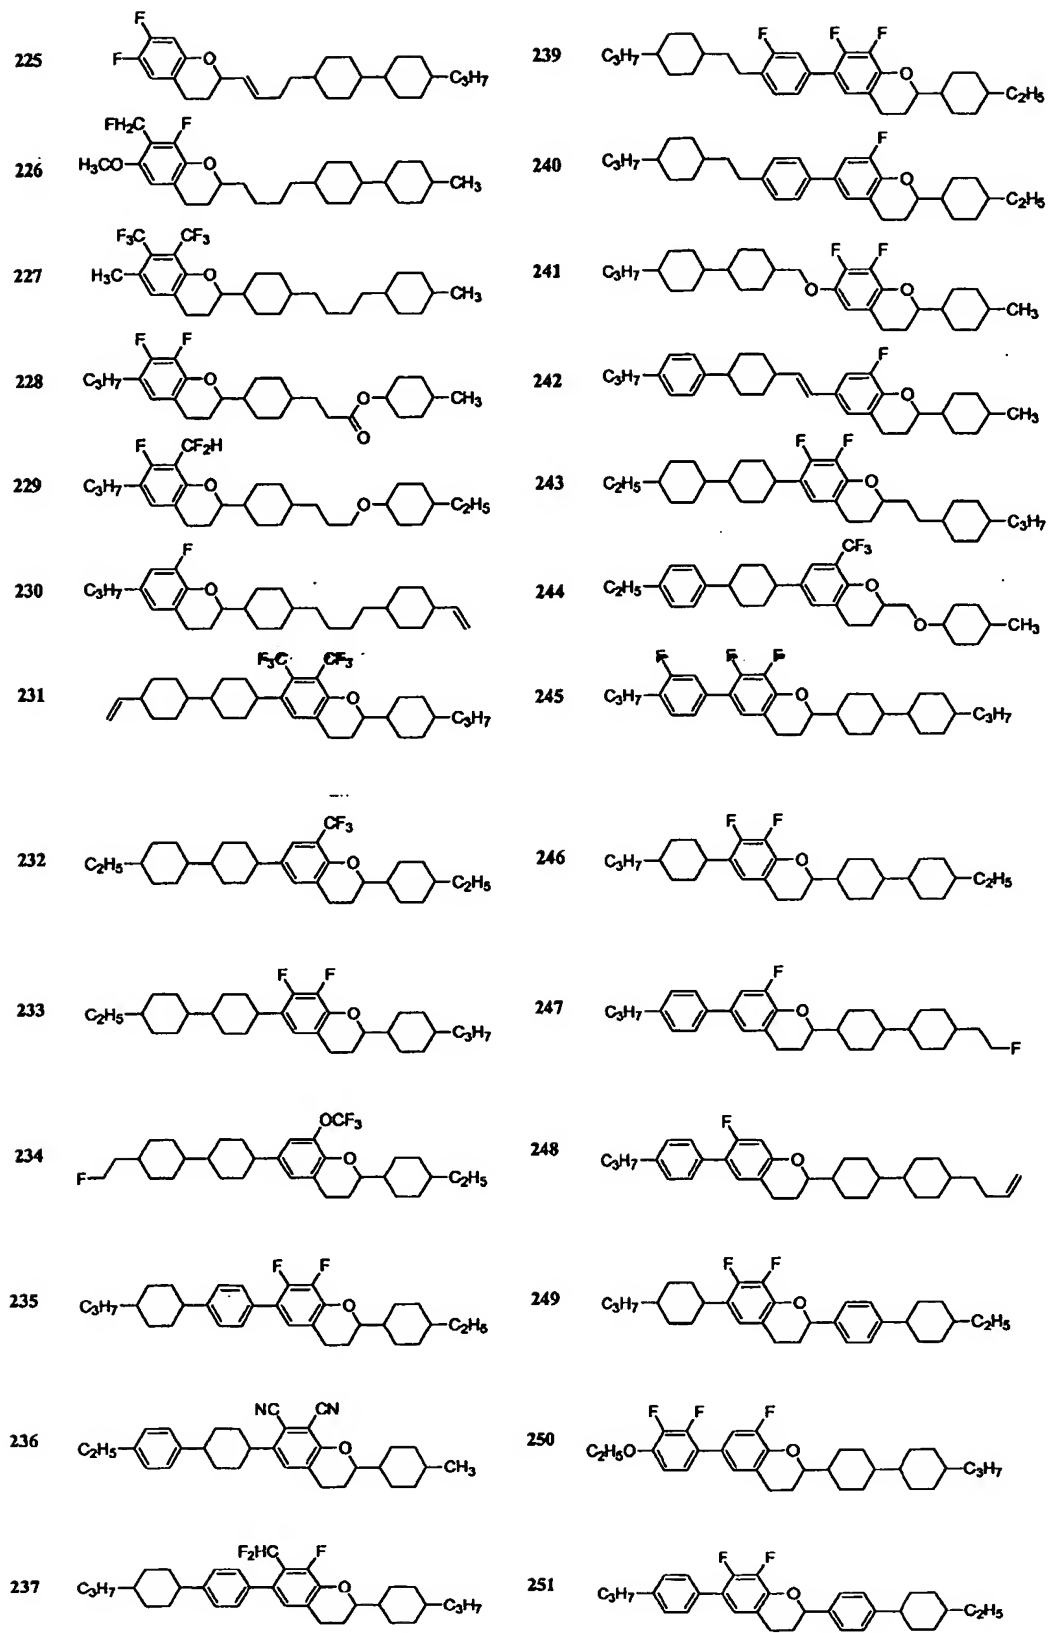 225
F
F
O
C₃H₇
226
FH₂C
F
H₃CO
O
CH₃
227
F₃C
CF₃
H₃C
O
CH₃
228
F
F
C₃H₇
O
O
O
CH₃
229
F
CF₂H
C₃H₇
O
O
C₂H₅
230
F
C₃H₇
O
231
F₃C
CF₃
O
C₃H₇
232
CF₃
C₂H₅
O
C₂H₅
233
F
F
C₂H₅
O
C₃H₇
234
OCF₃
F
O
C₂H₅
235
F
F
C₃H₇
O
C₂H₅
236
NC
CN
C₂H₅
O
CH₃
237
F₂HC
F
C₃H₇
O
C₃H₇
239
F
F
F
C₃H₇
O
C₂H₅
240
F
C₃H₇
O
C₂H₅
241
F
F
C₃H₇
O
O
CH₃
242
F
C₃H₇
O
CH₃
243
F
F
C₂H₅
O
C₃H₇
244
CF₃
C₂H₅
O
O
CH₃
245
F
F
F
C₃H₇
O
C₃H₇
246
F
F
C₃H₇
O
C₂H₅
247
F
C₃H₇
O
F
248
F
C₃H₇
O
249
F
F
C₃H₇
O
C₂H₅
250
F
F
F
C₂H₅O
O
C₃H₇
251
F
F
C₃H₇
O
C₂H₅